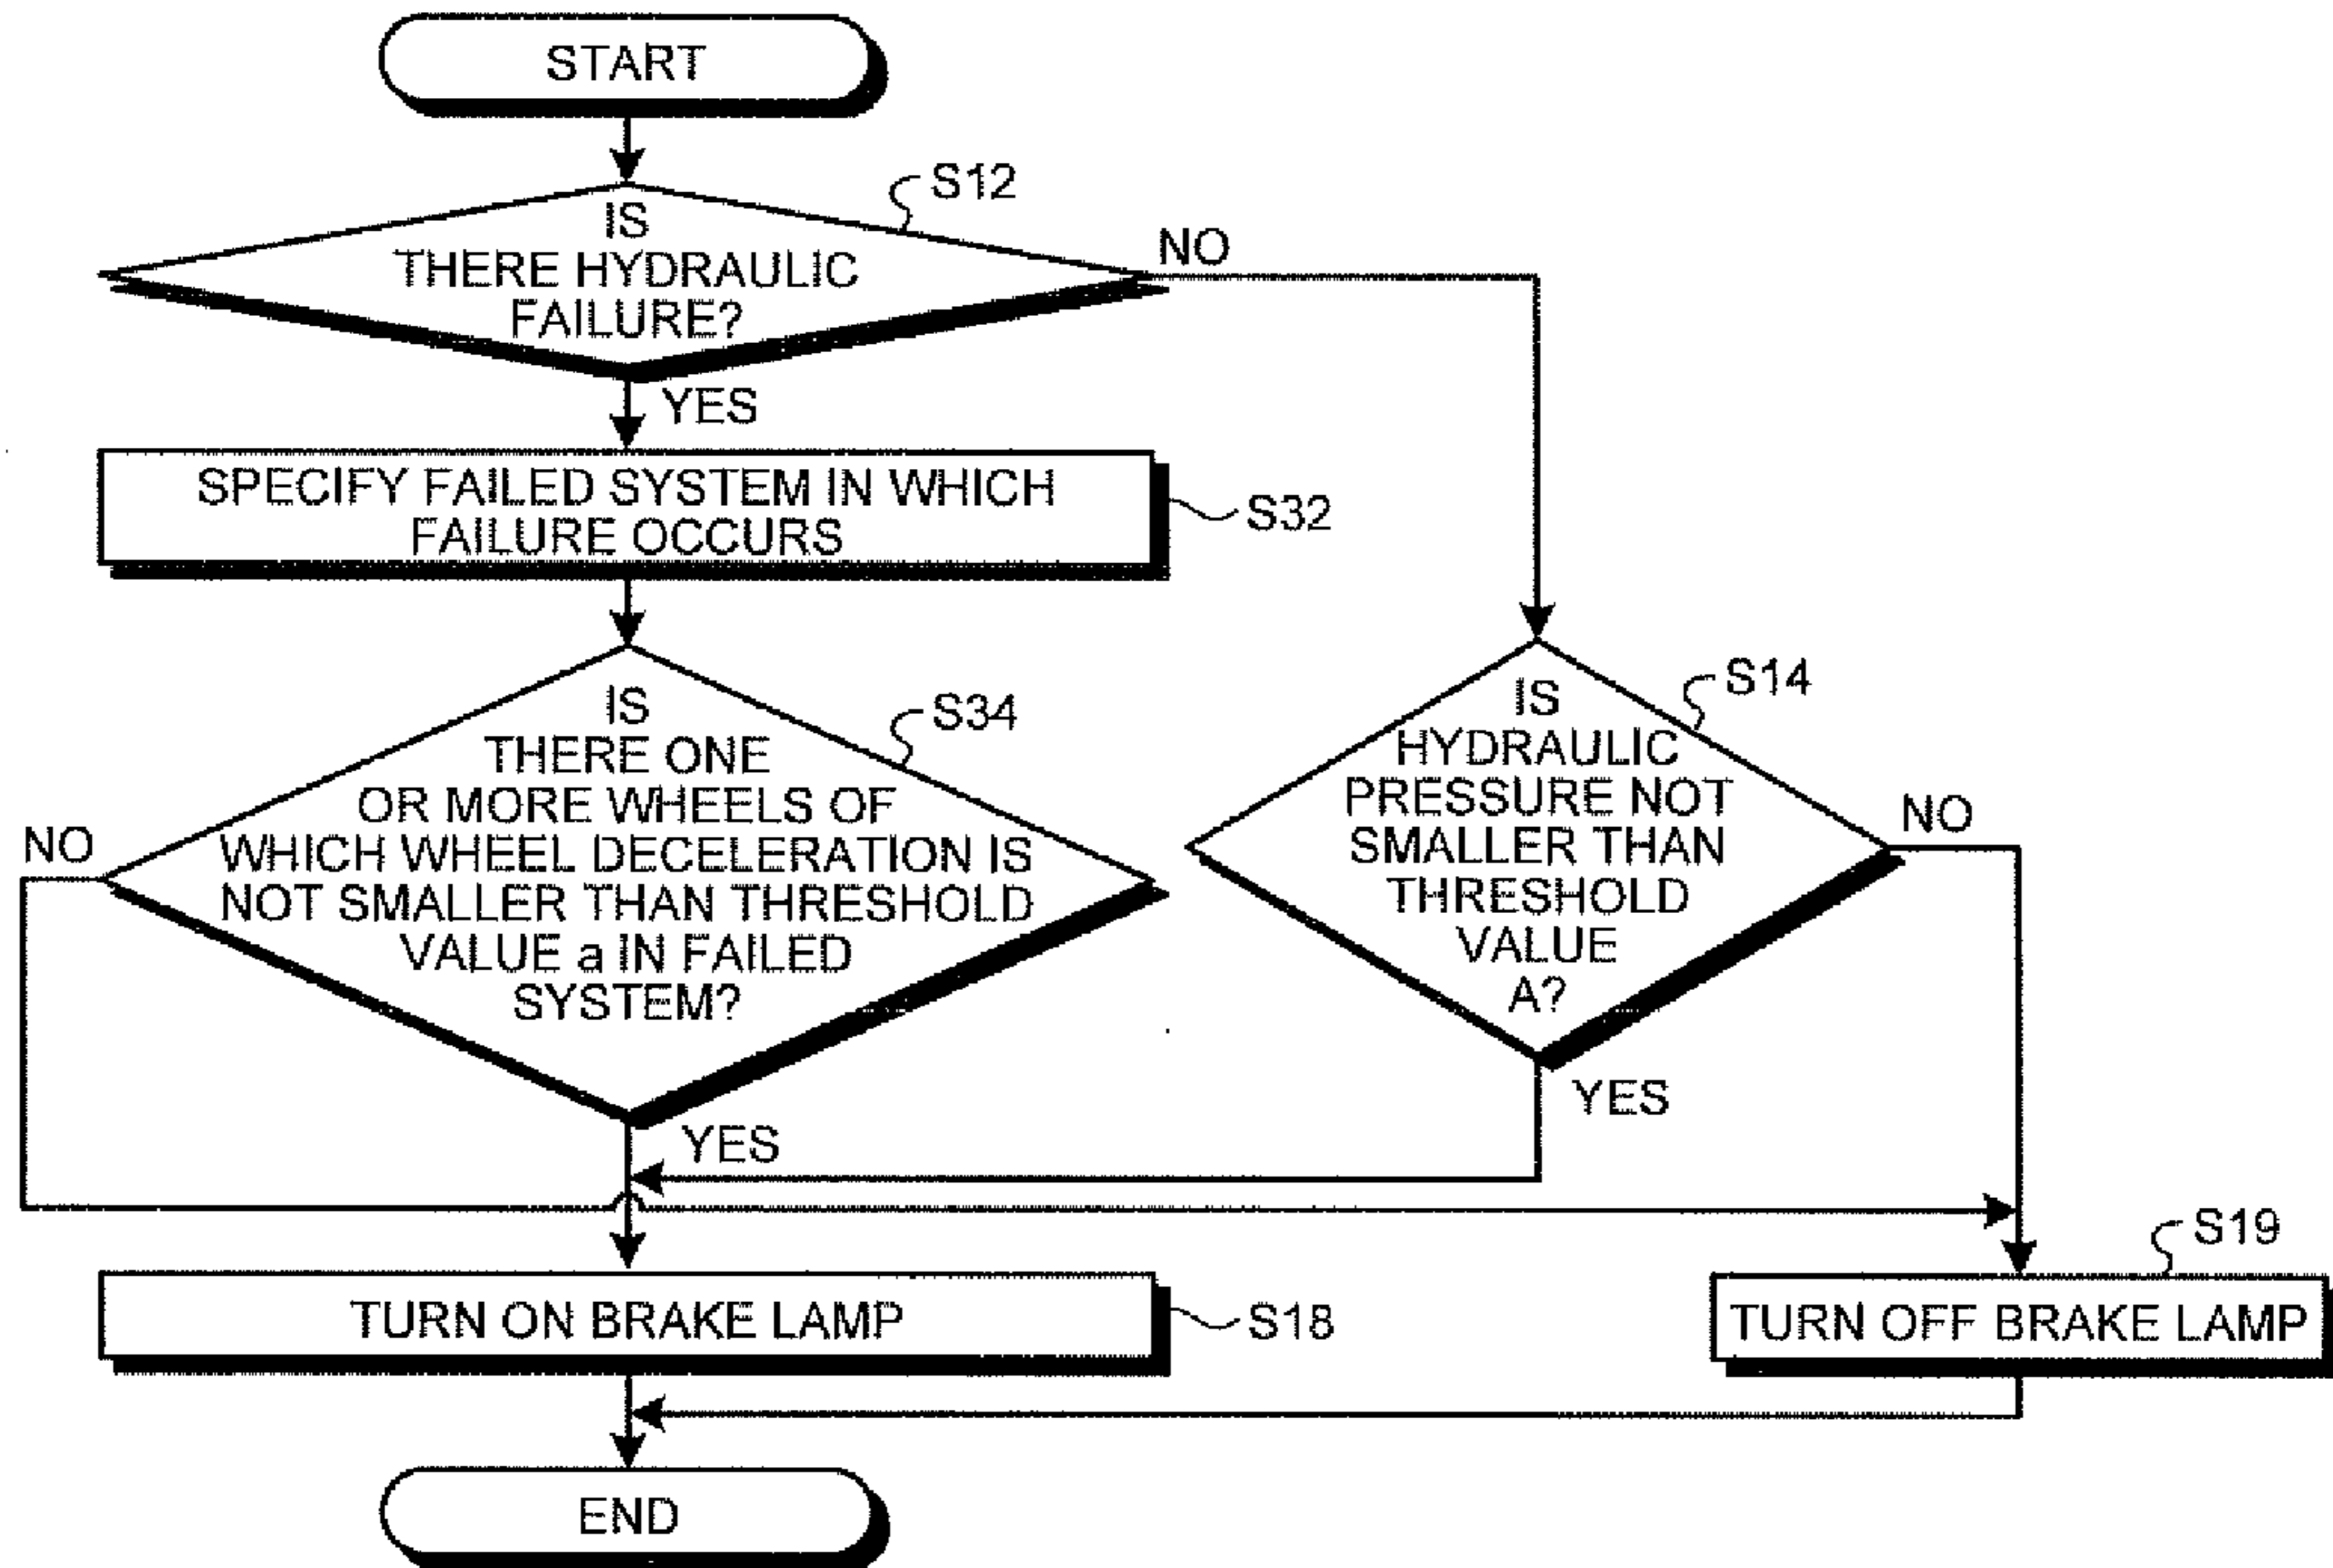 START
S12
IS
THERE HYDRAULIC
FAILURE?
NO
YES
SPECIFY FAILED SYSTEM IN WHICH
FAILURE OCCURS
S32
IS
THERE ONE
OR MORE WHEELS OF
WHICH WHEEL DECELERATION IS
NOT SMALLER THAN THRESHOLD
VALUE a IN FAILED
SYSTEM?
S34
NO
YES
IS
HYDRAULIC
PRESSURE NOT
SMALLER THAN
THRESHOLD
VALUE
A?
S14
NO
YES
TURN ON BRAKE LAMP
S18
S19
TURN OFF BRAKE LAMP
END